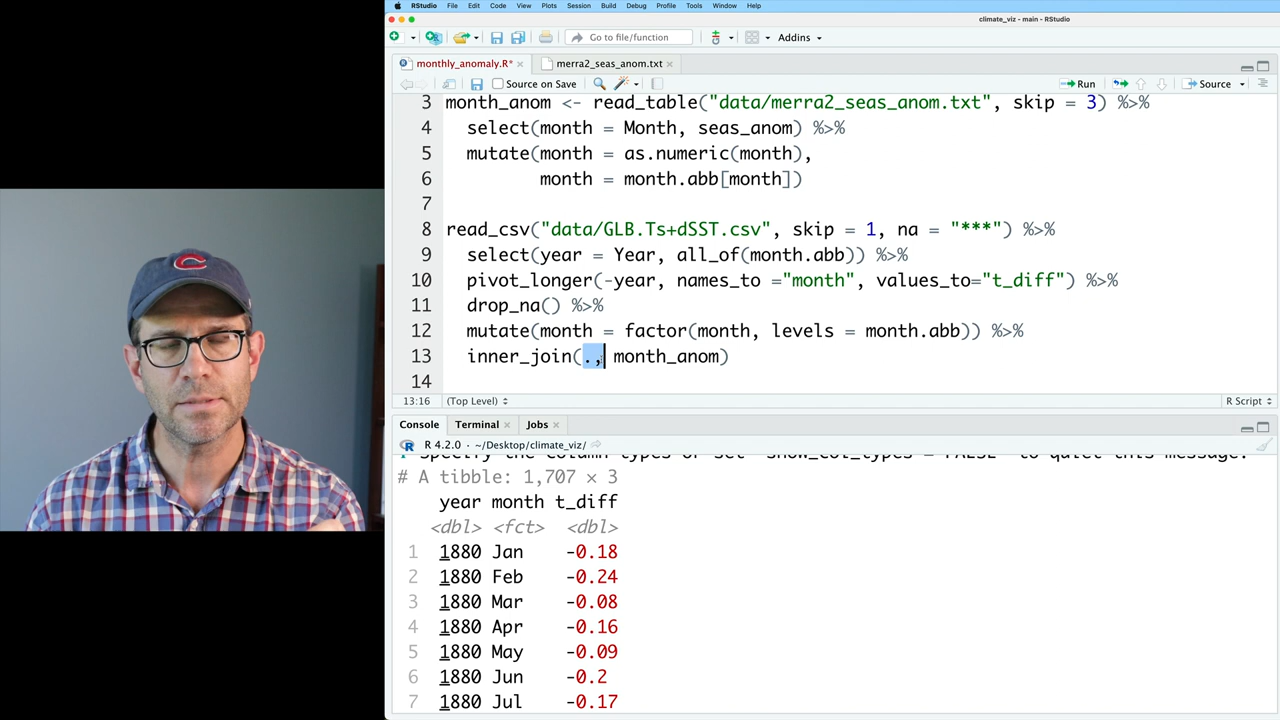 RStudio File Edit Code View Plots Session Build Debug Profile Tools Window Help
climate_viz - main - RStudio
Go to file/function Addins
monthly_anomaly.R* merra2_seas_anom.txt
Source on Save Run Source
3 month_anom <- read_table("data/merra2_seas_anom.txt", skip = 3) %>%
4 select(month = Month, seas_anom) %>%
5 mutate(month = as.numeric(month),
6 month = month.abb[month])
7
8 read_csv("data/GLB.Ts+dSST.csv", skip = 1, na = "***") %>%
9 select(year = Year, all_of(month.abb)) %>%
10 pivot_longer(-year, names_to ="month", values_to="t_diff") %>%
11 drop_na() %>%
12 mutate(month = factor(month, levels = month.abb)) %>%
13 inner_join(., month_anom)
14
13:16 (Top Level) R Script
Console Terminal Jobs
R 4.2.0 · ~/Desktop/climate_viz/
# A tibble: 1,707 × 3
year month t_diff
<dbl> <fct> <dbl>
1 1880 Jan -0.18
2 1880 Feb -0.24
3 1880 Mar -0.08
4 1880 Apr -0.16
5 1880 May -0.09
6 1880 Jun -0.2
7 1880 Jul -0.17